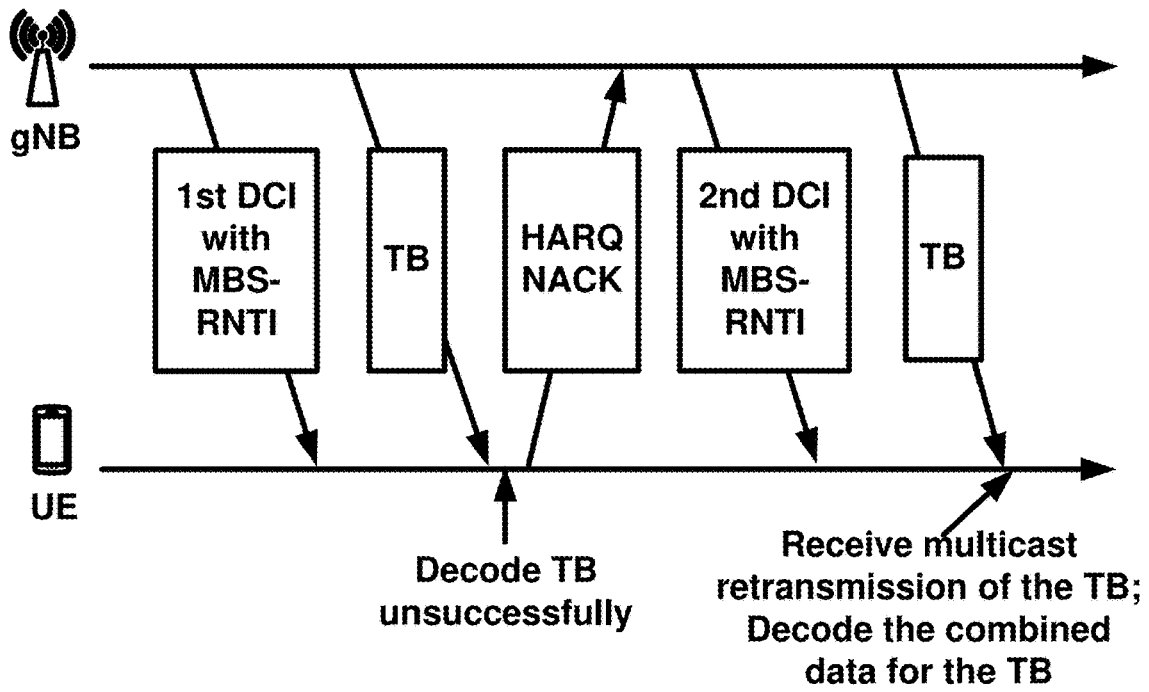 gNB
1st DCI
with
MBS-
RNTI
TB
HARQ
NACK
2nd DCI
with
MBS-
RNTI
TB
UE
Decode TB
unsuccessfully
Receive multicast
retransmission of the TB;
Decode the combined
data for the TB